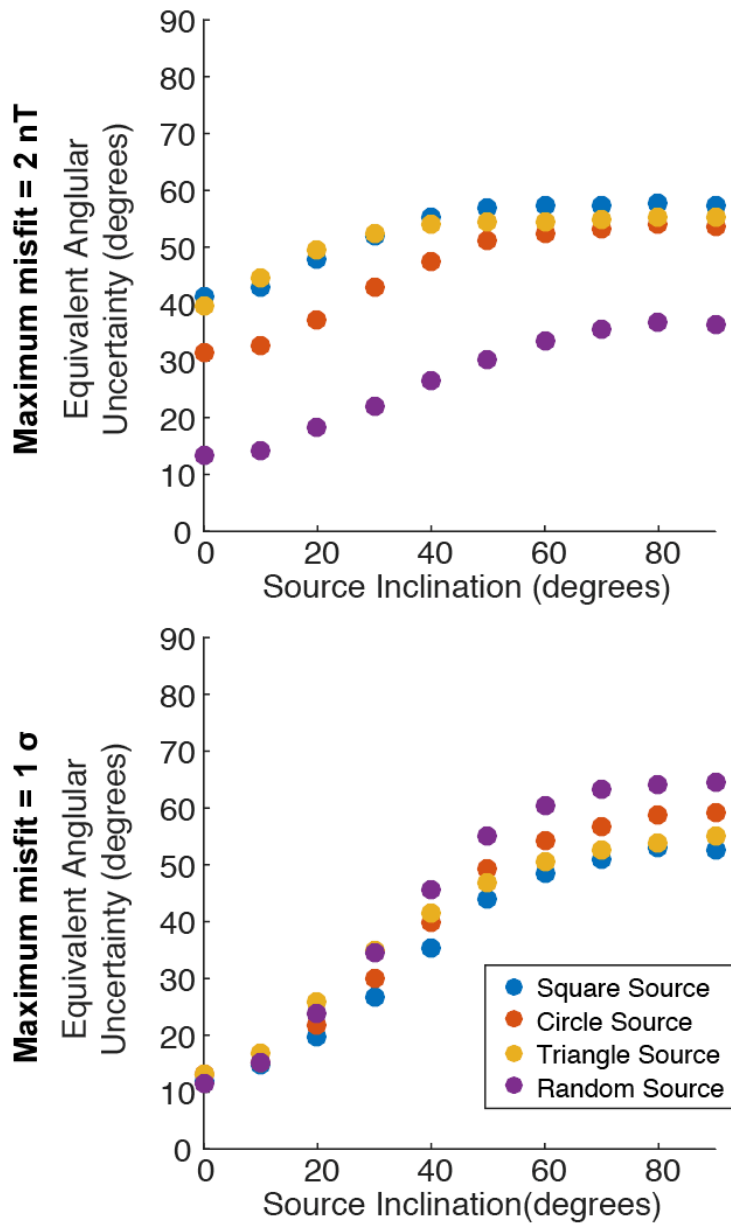 Maximum misfit = 2 nT
Equivalent Anglular
Uncertainty (degrees)
90
80
70
60
50
40
30
20
10
0
0 20 40 60 80
Source Inclination (degrees)
Maximum misfit = 1 σ
Equivalent Anglular
Uncertainty (degrees)
90
80
70
60
50
40
30
20
10
0
Square Source
Circle Source
Triangle Source
Random Source
0 20 40 60 80
Source Inclination(degrees)